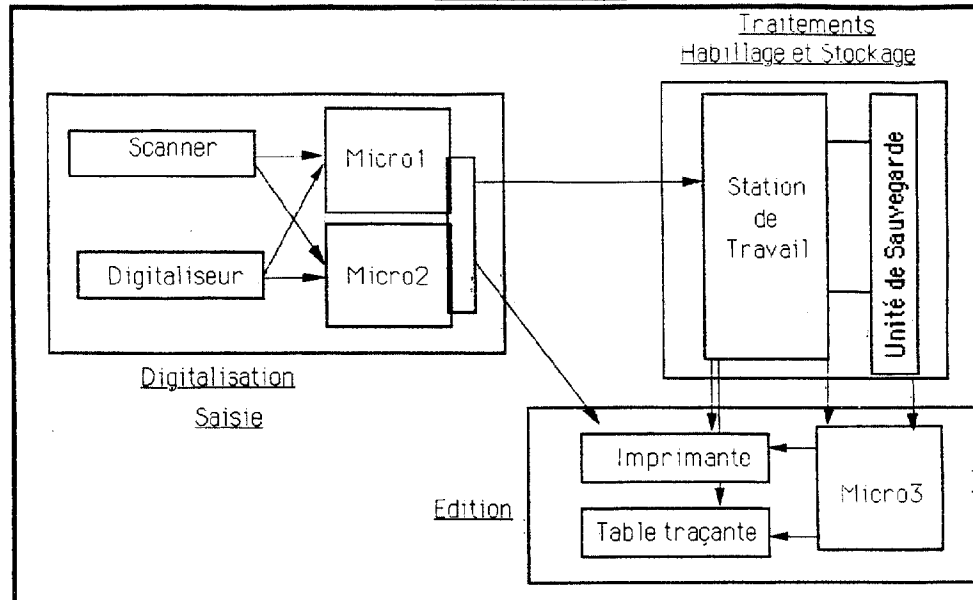 Traitements
Habillage et Stockage
Scanner
Micro1
Digitaliseur
Micro2
Station
de
Travail
Unité de Sauvegarde
Digitalisation
Saisie
Edition
Imprimante
Table traçante
Micro3